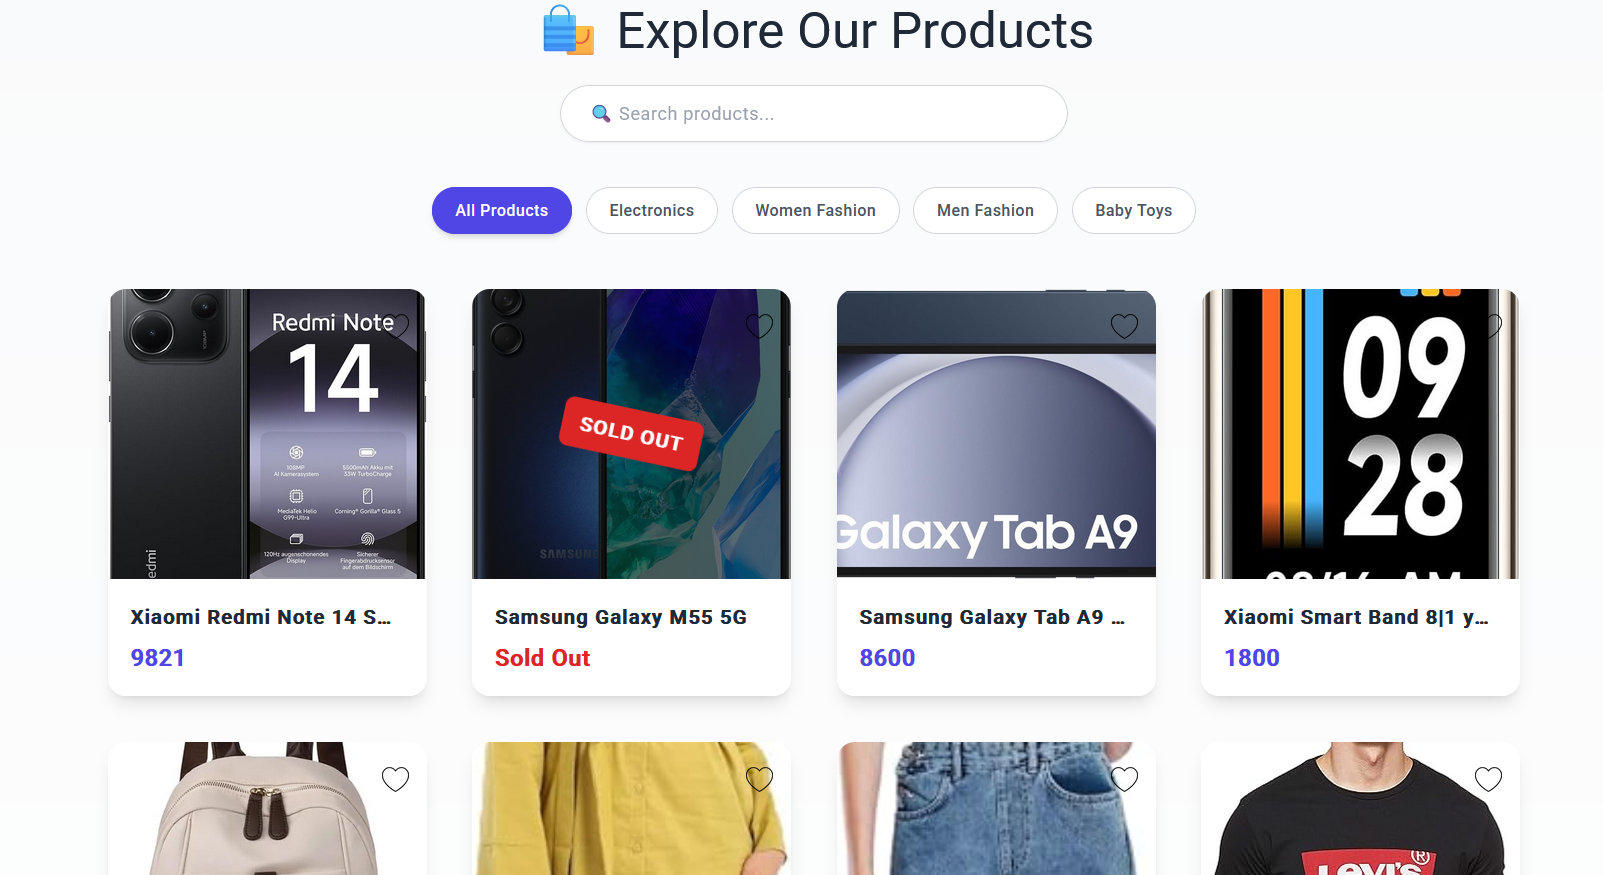 Explore Our Products
Search products...
All Products
Electronics
Women Fashion
Men Fashion
Baby Toys
Redmi Note
14
108MP
AI Kamerasystem
5500mAh Akku mit
33W TurboCharge
MediaTek Helio
G99-Ultra
Corning® Gorilla® Glass 5
120Hz augenschonendes
Display
Sicherer
Fingerabdrucksensor
auf dem Bildschirm
edmi
SAMSUNG
SOLD OUT
Galaxy Tab A9
09
28
Xiaomi Redmi Note 14 S...
9821
Samsung Galaxy M55 5G
Sold Out
Samsung Galaxy Tab A9 ...
8600
Xiaomi Smart Band 8|1 y...
1800
Levi's®